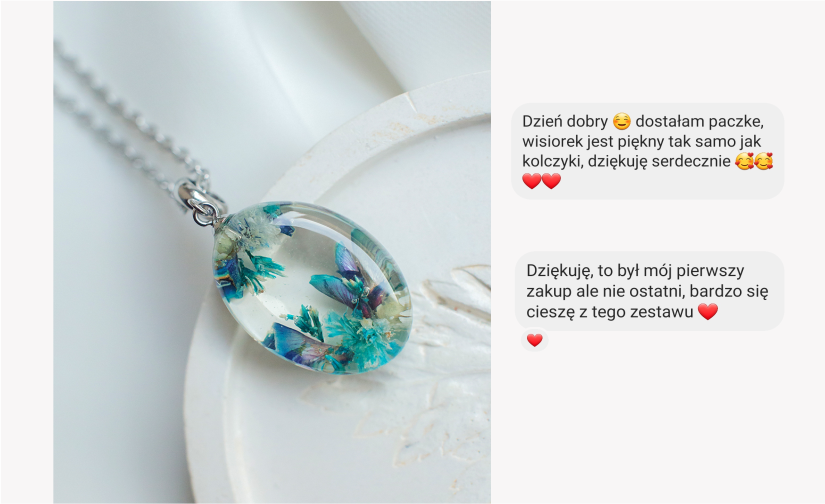 Dzień dobry ☺️ dostałam paczke,
wisiorek jest piękny tak samo jak
kolczyki, dziękuję serdecznie 🥰🥰
❤️❤️
Dziękuję, to był mój pierwszy
zakup ale nie ostatni, bardzo się
cieszę z tego zestawu ❤️
❤️